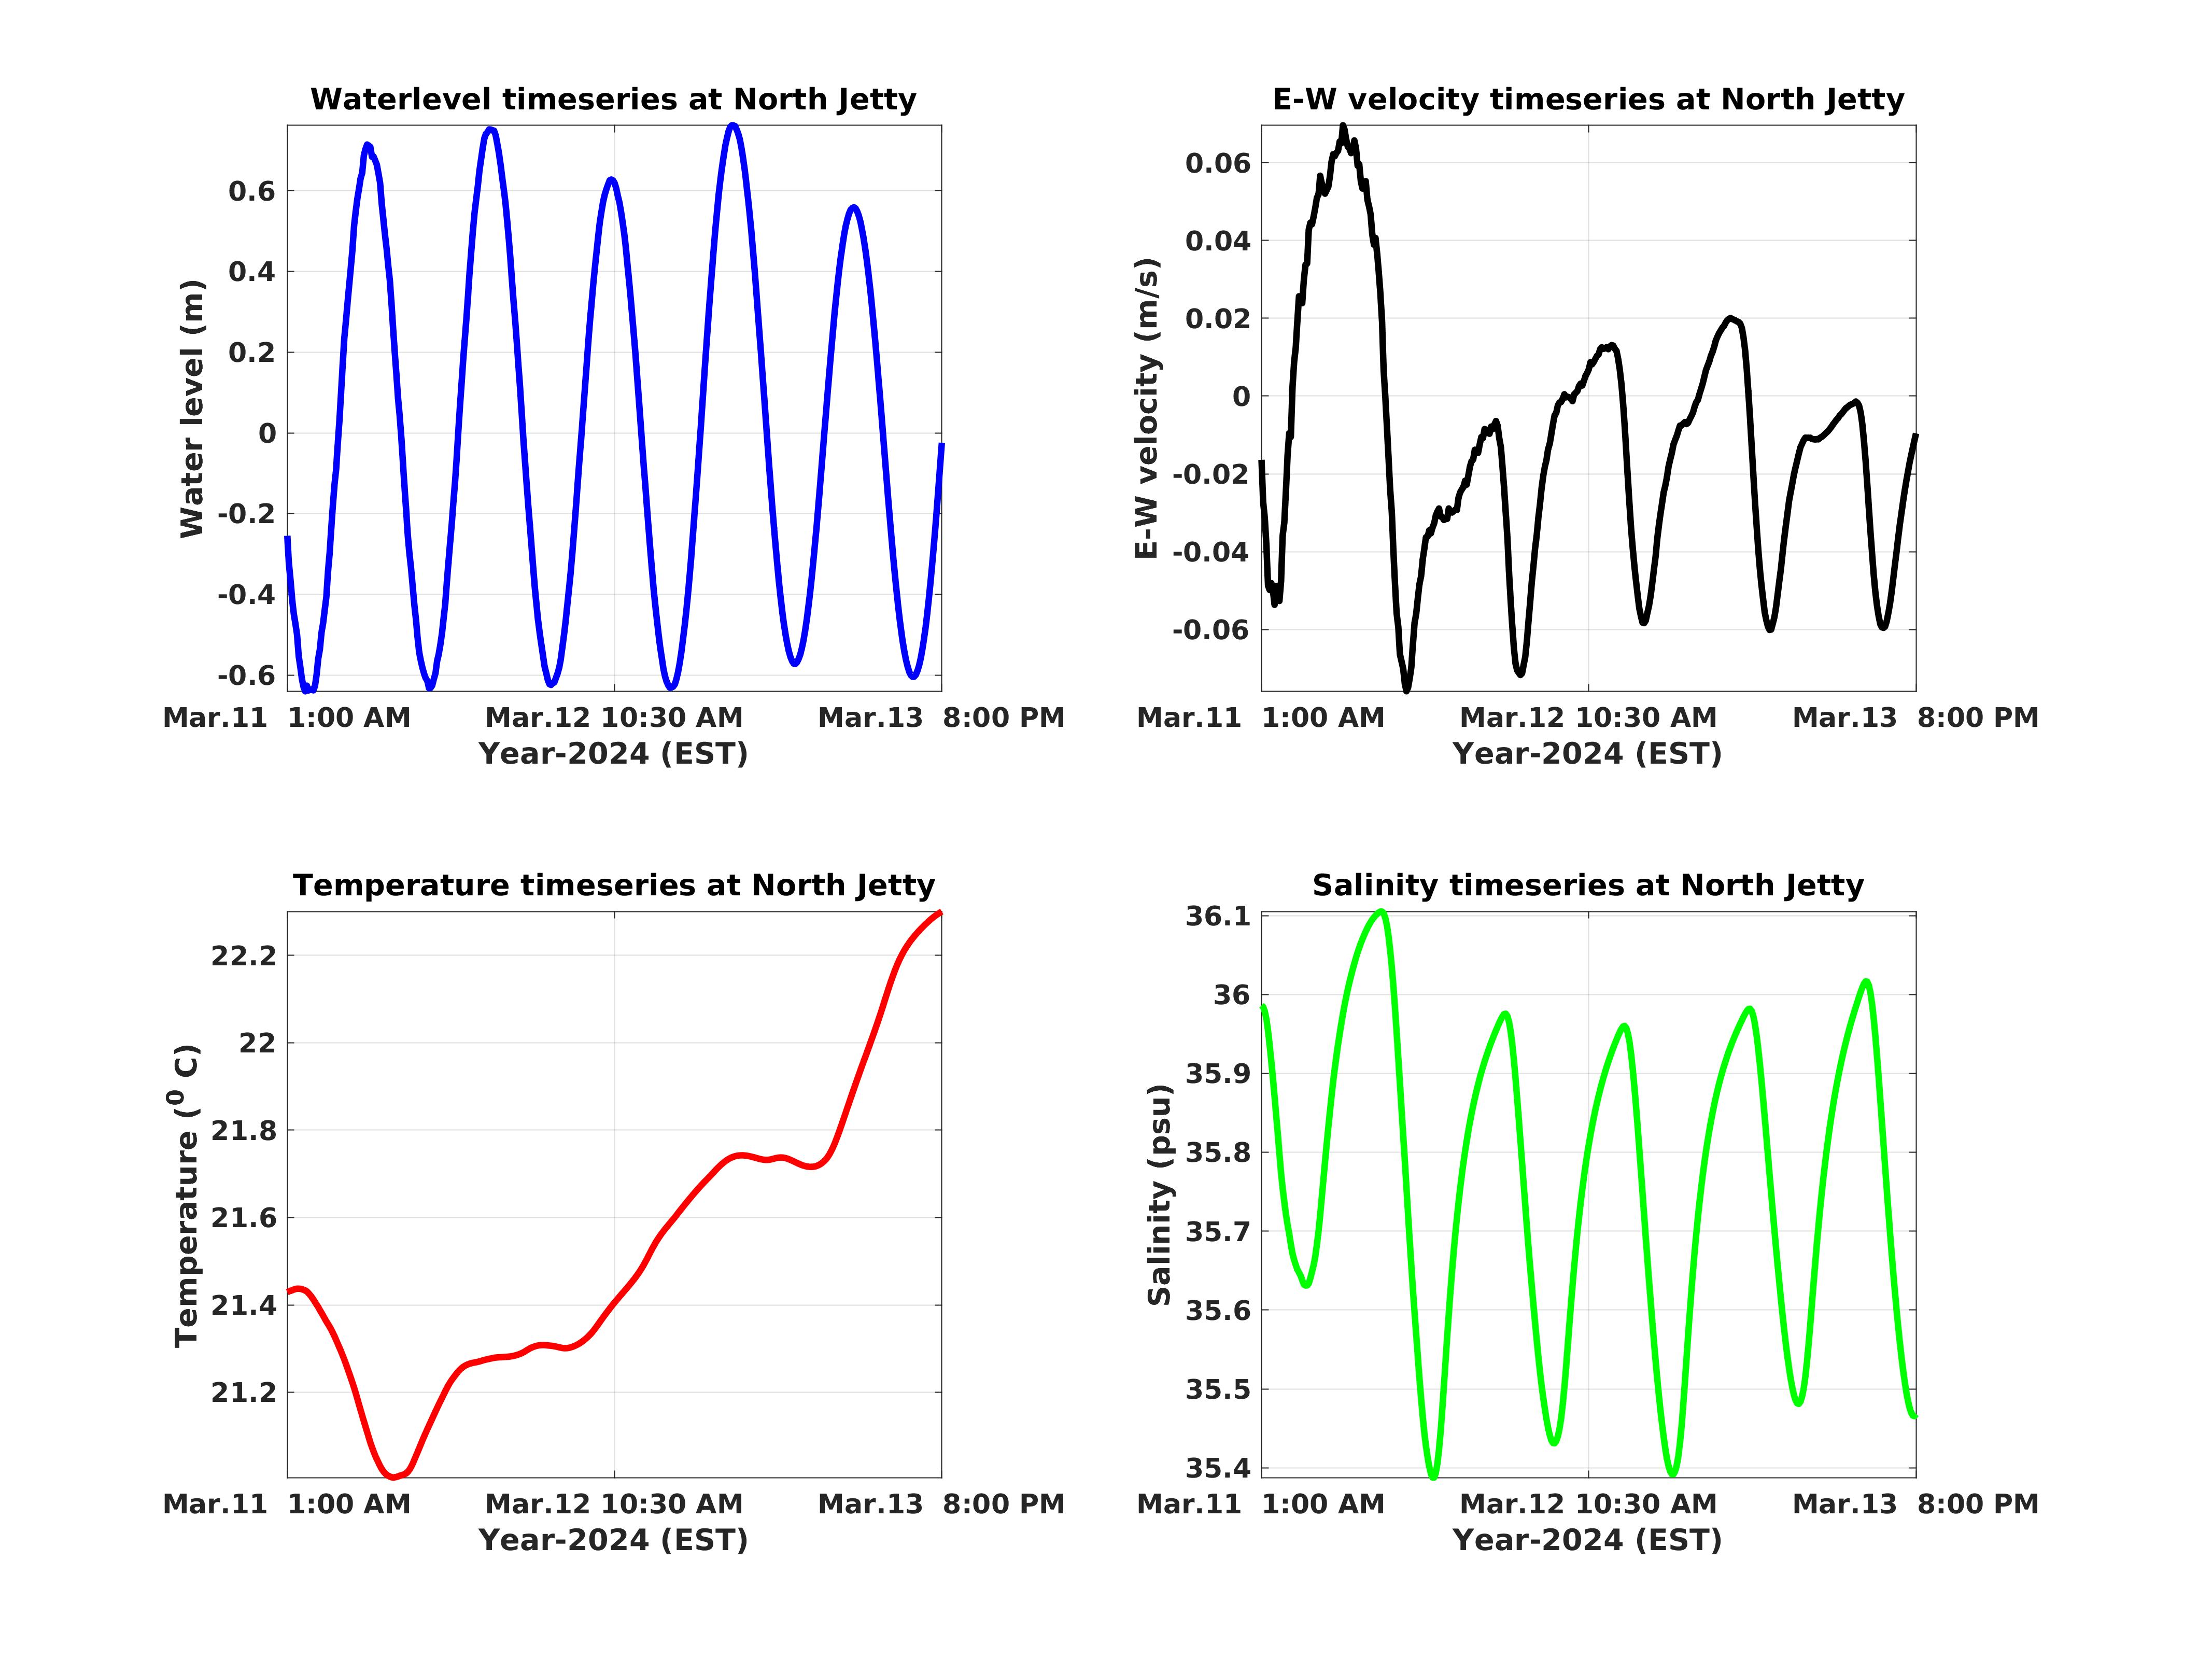 Waterlevel timeseries at North Jetty
Water level (m)
0.6
0.4
0.2
0
-0.2
-0.4
-0.6
Mar.11 1:00 AM
Mar.12 10:30 AM
Mar.13 8:00 PM
Year-2024 (EST)
E-W velocity timeseries at North Jetty
E-W velocity (m/s)
0.06
0.04
0.02
0
-0.02
-0.04
-0.06
Mar.11 1:00 AM
Mar.12 10:30 AM
Mar.13 8:00 PM
Year-2024 (EST)
Temperature timeseries at North Jetty
Temperature (⁰ C)
22.2
22
21.8
21.6
21.4
21.2
Mar.11 1:00 AM
Mar.12 10:30 AM
Mar.13 8:00 PM
Year-2024 (EST)
Salinity timeseries at North Jetty
Salinity (psu)
36.1
36
35.9
35.8
35.7
35.6
35.5
35.4
Mar.11 1:00 AM
Mar.12 10:30 AM
Mar.13 8:00 PM
Year-2024 (EST)